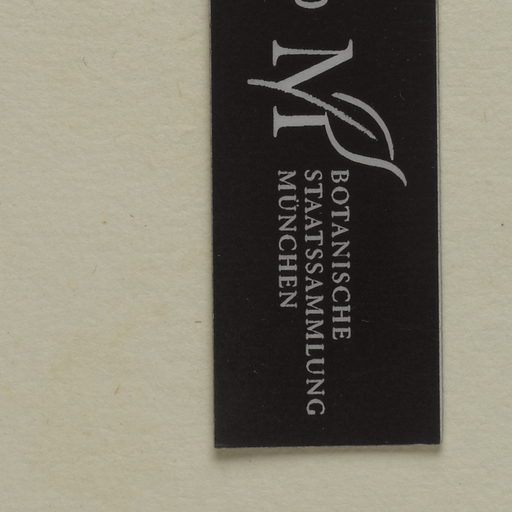 M
BOTANISCHE
STAATSSAMMLUNG
MÜNCHEN